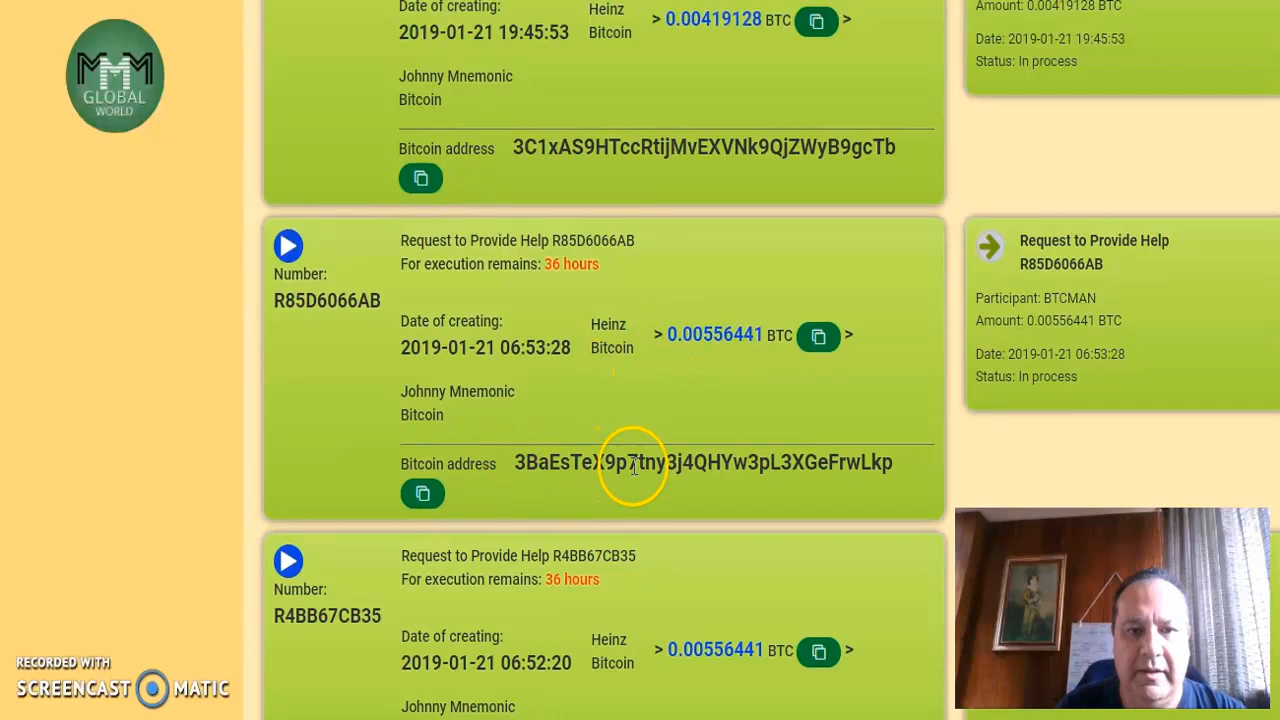 MMM
GLOBAL
WORLD
Date of creating:
2019-01-21 19:45:53
Heinz
Bitcoin
> 0.00419128 BTC >
Johnny Mnemonic
Bitcoin
Bitcoin address 3C1xAS9HTccRtijMvEXVNk9QjZWyB9gcTb
Amount: 0.00419128 BTC
Date: 2019-01-21 19:45:53
Status: In process
Number:
R85D6066AB
Request to Provide Help R85D6066AB
For execution remains: 36 hours
Date of creating:
2019-01-21 06:53:28
Heinz
Bitcoin
> 0.00556441 BTC >
Johnny Mnemonic
Bitcoin
Bitcoin address 3BaEsTeX9p7tny3j4QHYw3pL3XGeFrwLkp
Request to Provide Help
R85D6066AB
Participant: BTCMAN
Amount: 0.00556441 BTC
Date: 2019-01-21 06:53:28
Status: In process
Number:
R4BB67CB35
Request to Provide Help R4BB67CB35
For execution remains: 36 hours
Date of creating:
2019-01-21 06:52:20
Heinz
Bitcoin
> 0.00556441 BTC >
Johnny Mnemonic
RECORDED WITH
SCREENCAST MATIC